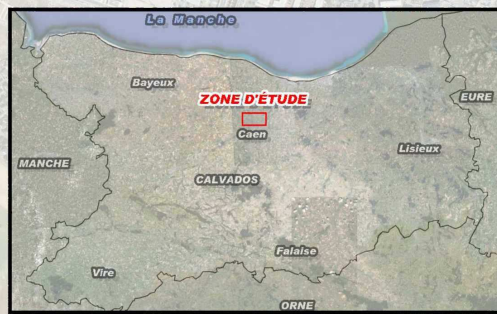 La Manche
Bayeux
ZONE D'ÉTUDE
EURE
Caen
Lisieux
MANCHE
CALVADOS
Falaise
Vire
ORNE